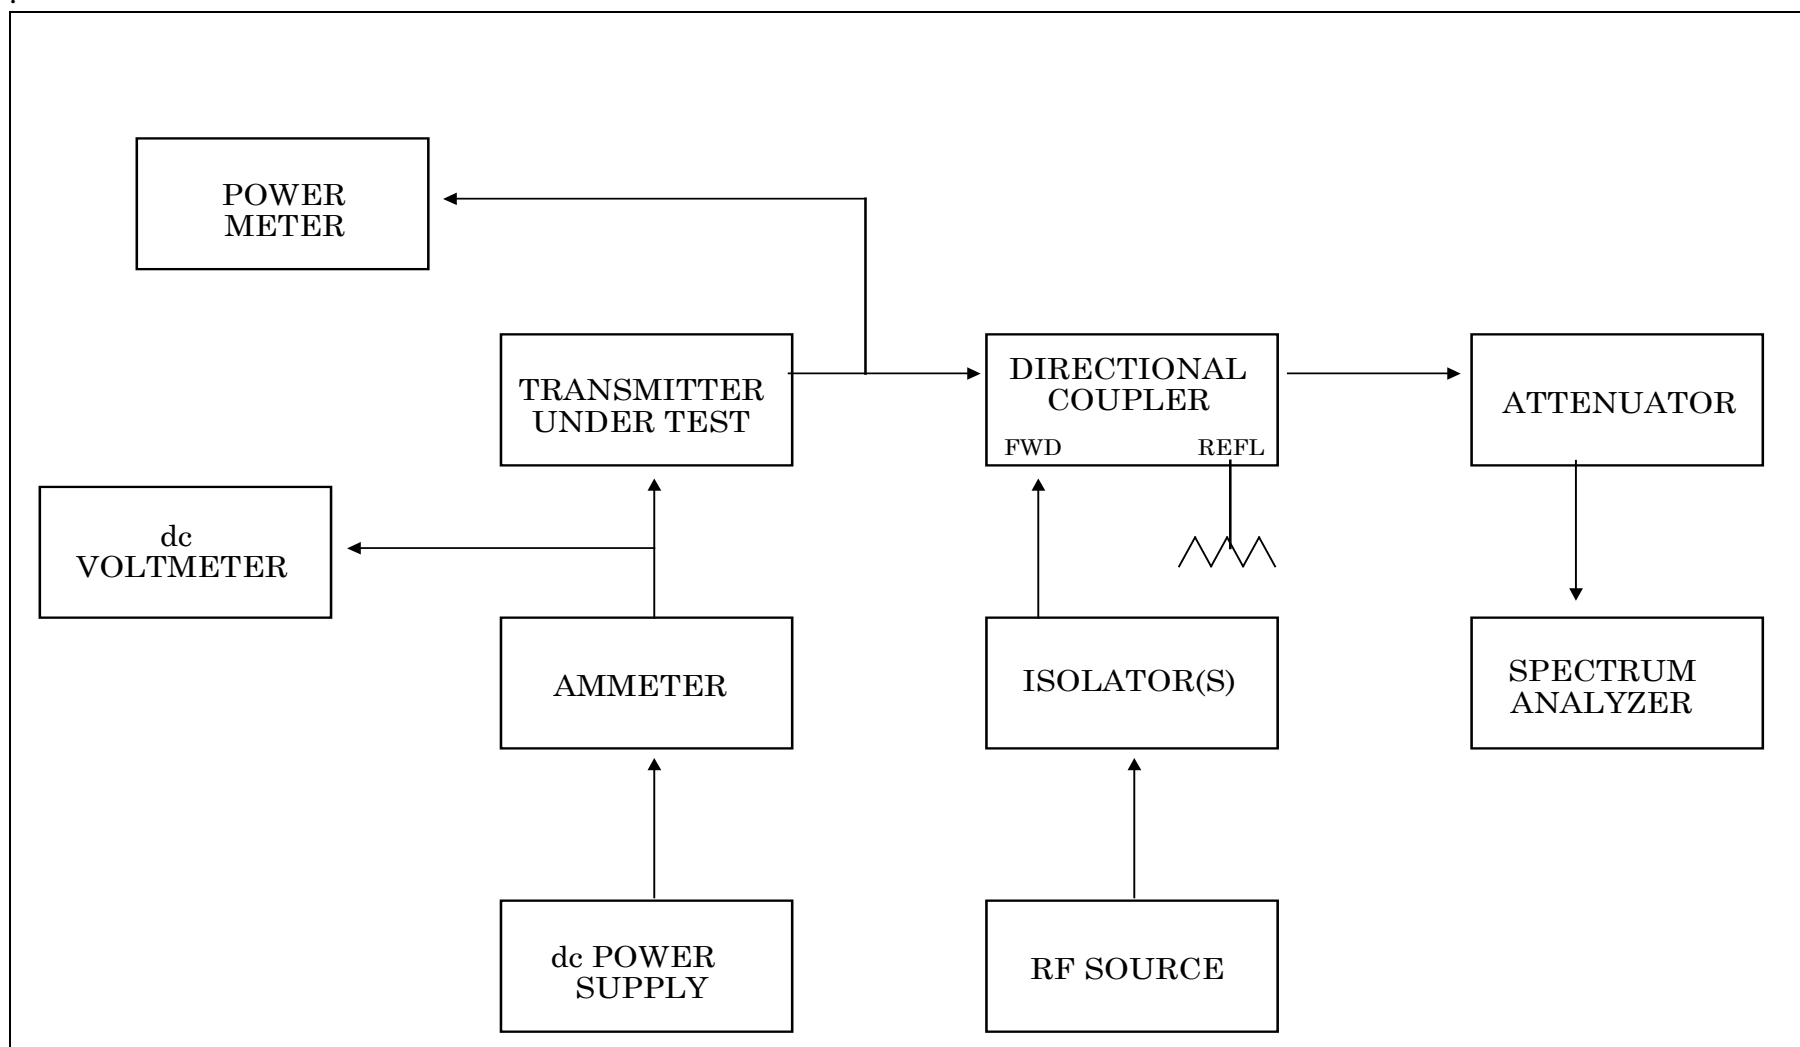 POWER
METER
TRANSMITTER
UNDER TEST
DIRECTIONAL
COUPLER
FWD
REFL
ATTENUATOR
dc
VOLTMETER
AMMETER
ISOLATOR(S)
SPECTRUM
ANALYZER
dc POWER
SUPPLY
RF SOURCE